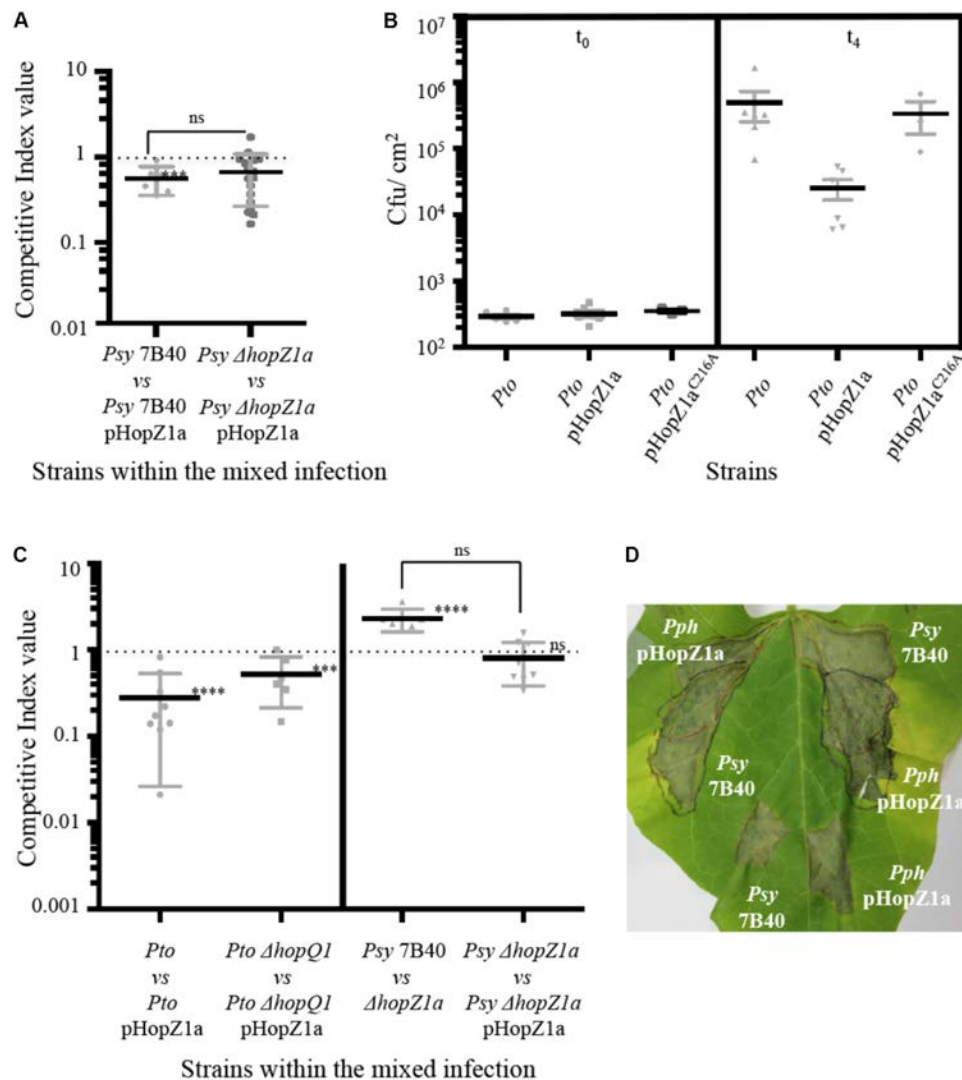 A
Competitive Index value
10
1
0.1
0.01
ns
***
Psy 7B40
vs
Psy 7B40
pHopZ1a
Psy ΔhopZ1a
vs
Psy ΔhopZ1a
pHopZ1a
Strains within the mixed infection
B
Cfu/ cm²
10⁷
10⁶
10⁵
10⁴
10³
10²
t₀
t₄
Pto
Pto
pHopZ1a
Pto
pHopZ1a^C216A
Pto
Pto
pHopZ1a
Pto
pHopZ1a^C216A
Strains
C
Competitive Index value
10
1
0.1
0.01
0.001
****
***
ns
****
ns
Pto
vs
Pto
pHopZ1a
Pto ΔhopQ1
vs
Pto ΔhopQ1
pHopZ1a
Psy 7B40
vs
ΔhopZ1a
Psy ΔhopZ1a
vs
Psy ΔhopZ1a
pHopZ1a
Strains within the mixed infection
D
Pph
pHopZ1a
Psy
7B40
Psy
7B40
Pph
pHopZ1a
Psy
7B40
Pph
pHopZ1a